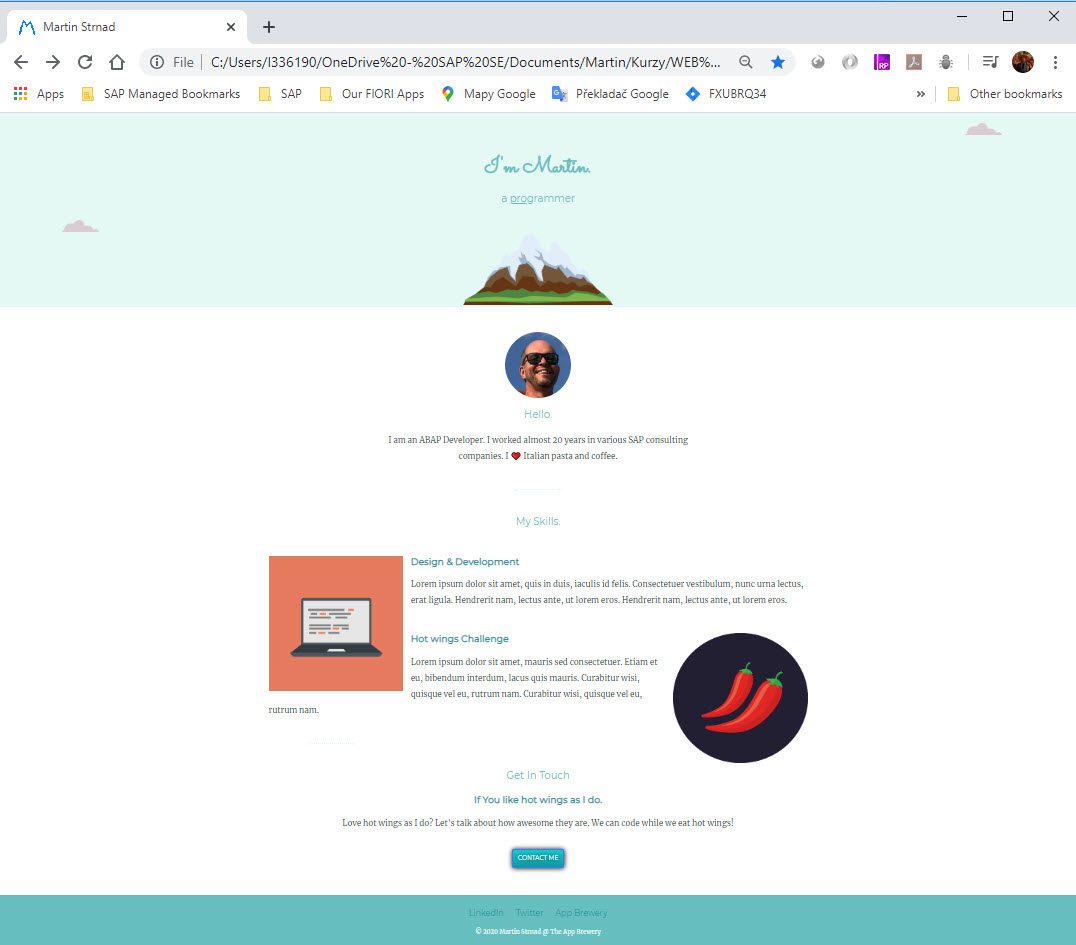 Martin Strnad
File
C:/Users/I336190/OneDrive%20-%20SAP%20SE/Documents/Martin/Kurzy/WEB%...
RP
Apps
SAP Managed Bookmarks
SAP
Our FIORI Apps
Mapy Google
Překladač Google
FXUBRQ34
»
Other bookmarks
I'm Martin.
a programmer
Hello.
I am an ABAP Developer. I worked almost 20 years in various SAP consulting
companies. I ❤ Italian pasta and coffee.
My Skills.
Design & Development
Lorem ipsum dolor sit amet, quis in duis, iaculis id felis. Consectetuer vestibulum, nunc urna lectus,
erat ligula. Hendrerit nam, lectus ante, ut lorem eros. Hendrerit nam, lectus ante, ut lorem eros.
Hot wings Challenge
Lorem ipsum dolor sit amet, mauris sed consectetuer. Etiam et
eu, bibendum interdum, lacus quis mauris. Curabitur wisi,
quisque vel eu, rutrum nam. Curabitur wisi, quisque vel eu,
rutrum nam.
Get In Touch
If You like hot wings as I do.
Love hot wings as I do? Let's talk about how awesome they are. We can code while we eat hot wings!
CONTACT ME
LinkedIn Twitter App Brewery
© 2020 Martin Strnad @ The App Brewery